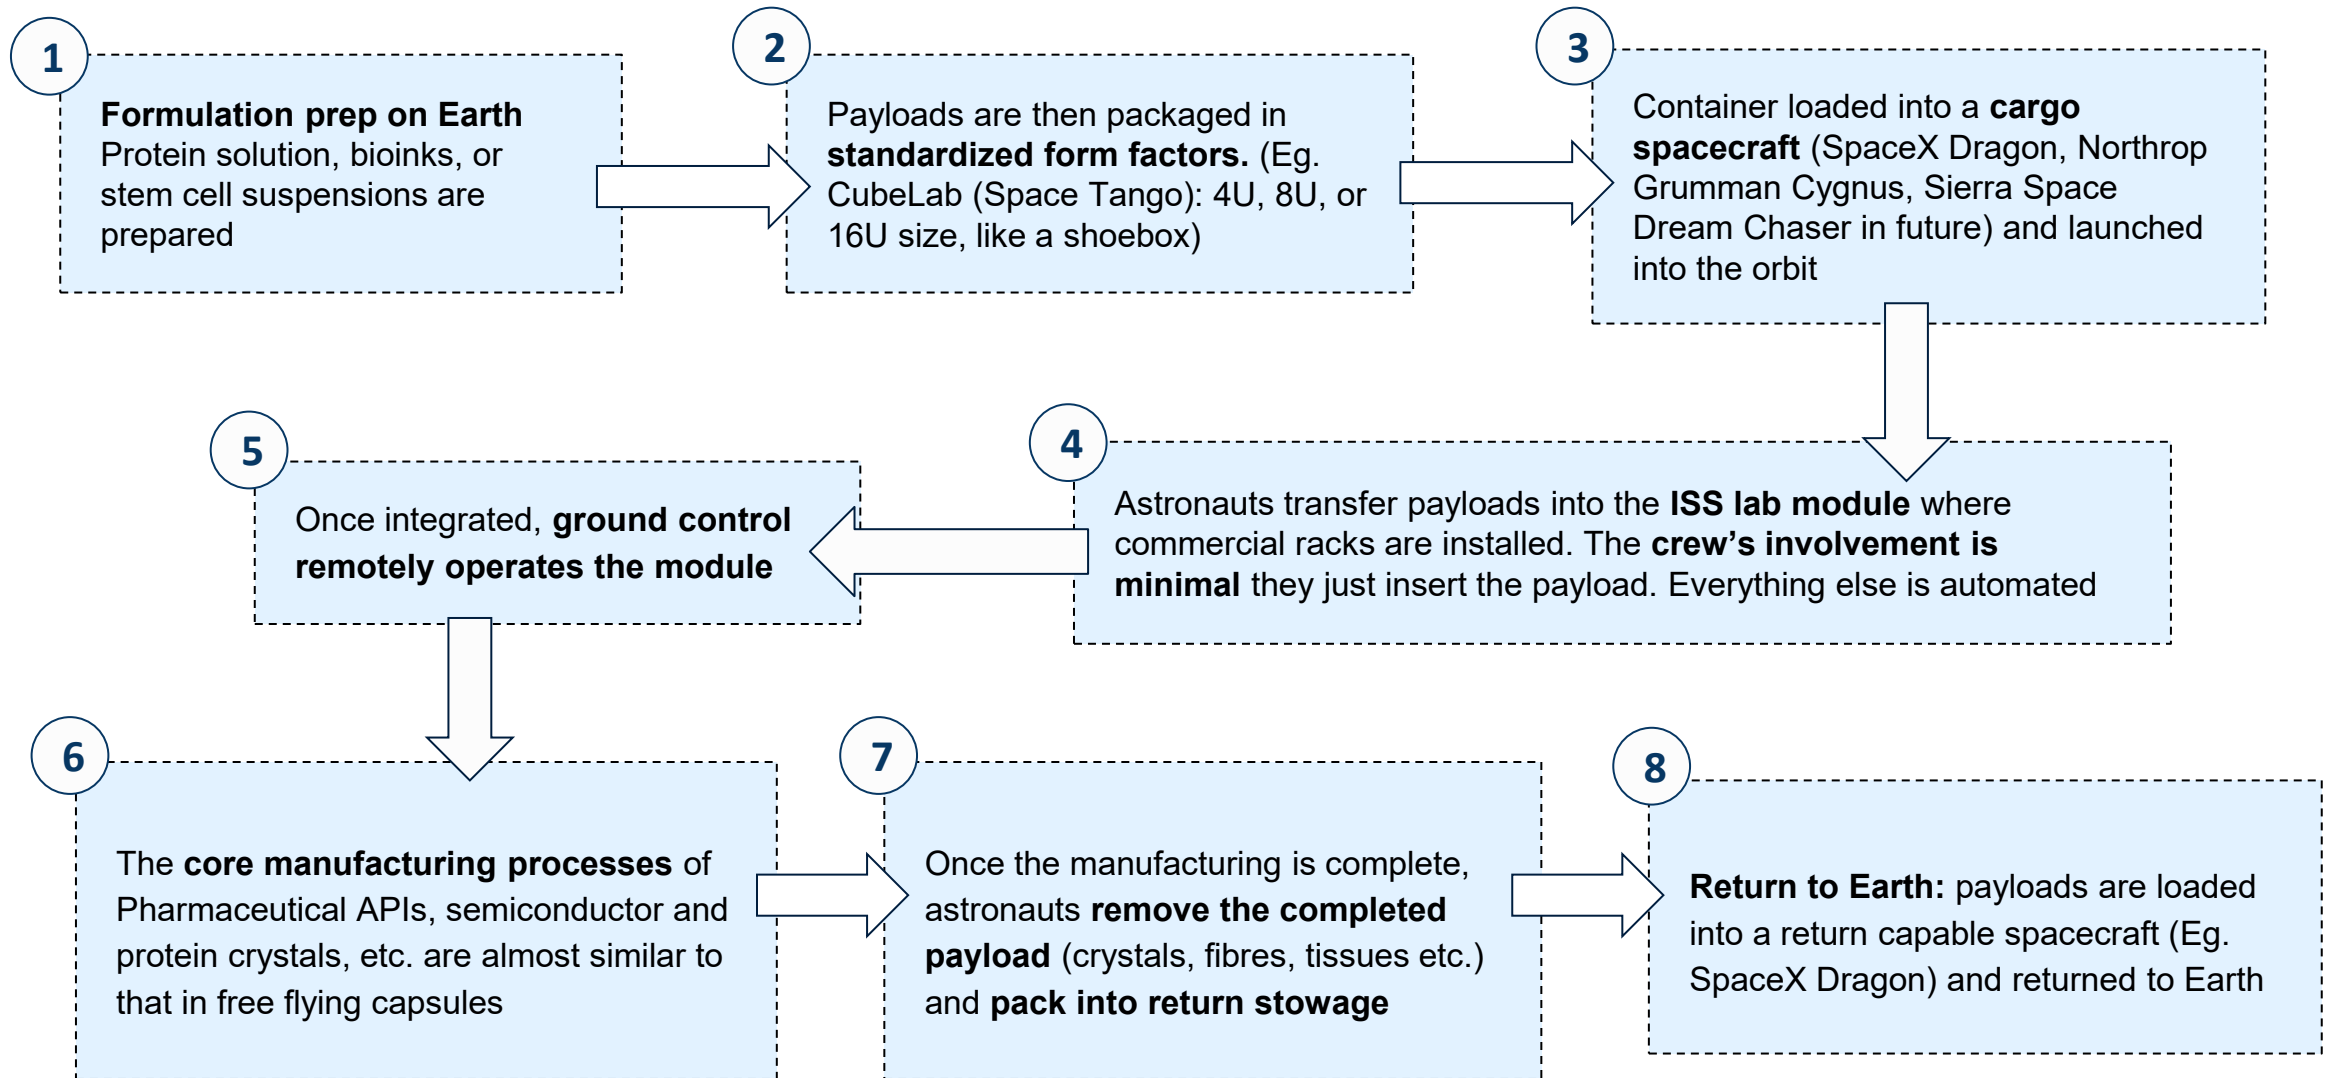 1
Formulation prep on Earth
Protein solution, bioinks, or
stem cell suspensions are
prepared
2
Payloads are then packaged in
standardized form factors. (Eg.
CubeLab (Space Tango): 4U, 8U, or
16U size, like a shoebox)
3
Container loaded into a cargo
spacecraft (SpaceX Dragon, Northrop
Grumman Cygnus, Sierra Space
Dream Chaser in future) and launched
into the orbit
4
Astronauts transfer payloads into the ISS lab module where
commercial racks are installed. The crew’s involvement is
minimal they just insert the payload. Everything else is automated
5
Once integrated, ground control
remotely operates the module
6
The core manufacturing processes of
Pharmaceutical APIs, semiconductor and
protein crystals, etc. are almost similar to
that in free flying capsules
7
Once the manufacturing is complete,
astronauts remove the completed
payload (crystals, fibres, tissues etc.)
and pack into return stowage
8
Return to Earth: payloads are loaded
into a return capable spacecraft (Eg.
SpaceX Dragon) and returned to Earth